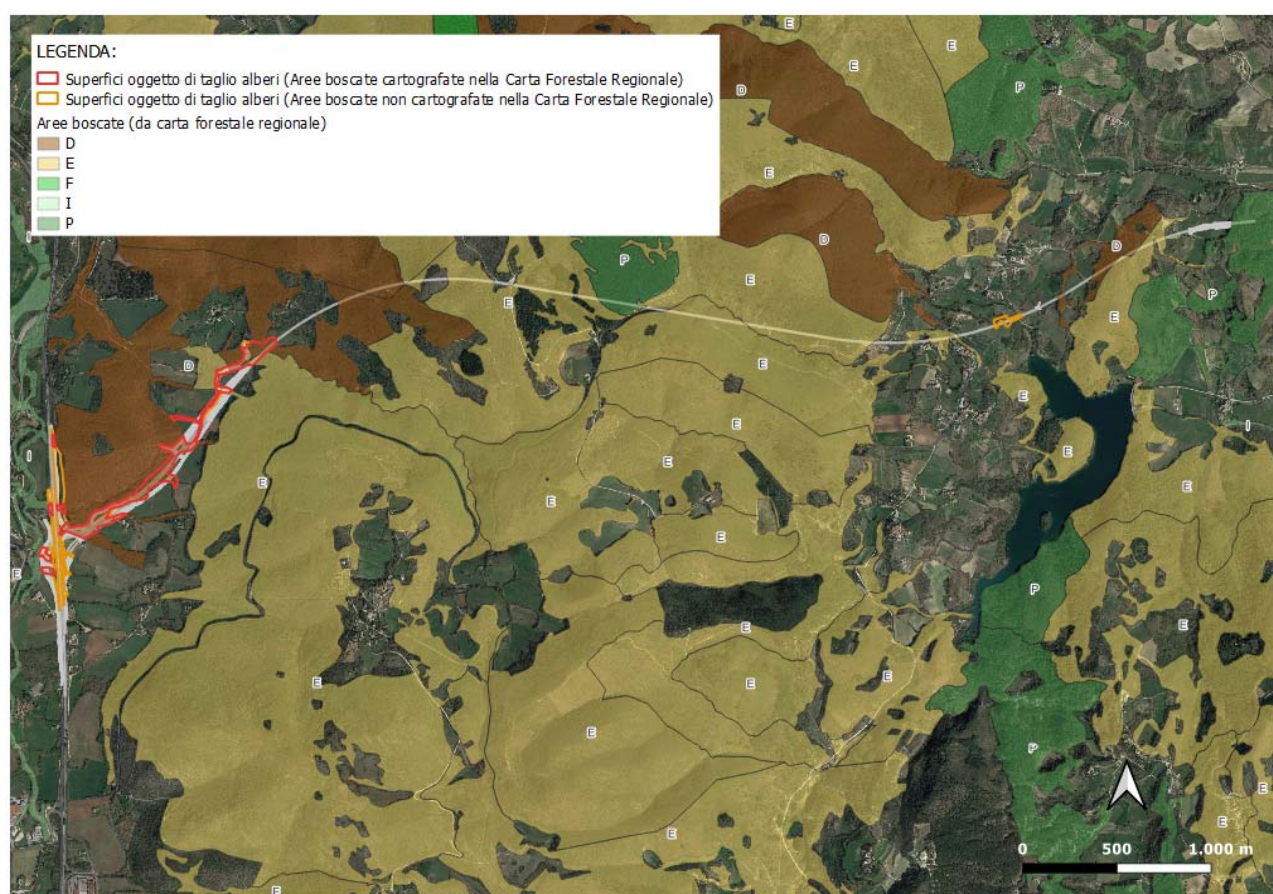 LEGENDA:
Superfici oggetto di taglio alberi (Aree boscate cartografate nella Carta Forestale Regionale)
Superfici oggetto di taglio alberi (Aree boscate non cartografate nella Carta Forestale Regionale)
Aree boscate (da carta forestale regionale)
D
E
F
I
P
E
E
E
D
P
E
I
D
D
P
E
E
P
E
E
D
E
E
E
I
E
I
E
E
E
E
E
E
P
E
E
E
E
E
E
E
P
E
E
E
E
0 500 1.000 m